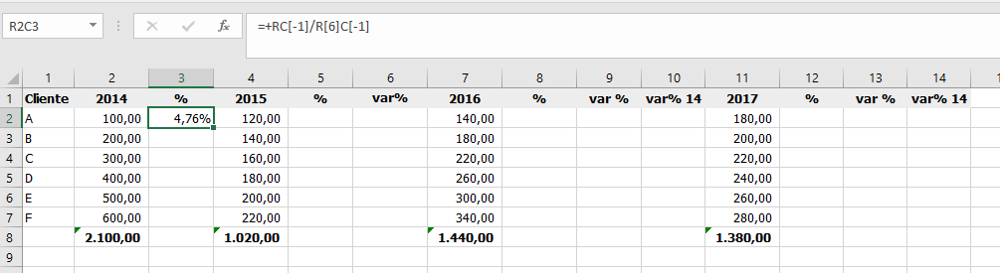 R2C3 fx =+RC[-1]/R[6]C[-1]
1 2 3 4 5 6 7 8 9 10 11 12 13 14 1
1 Cliente 2014 % 2015 % var% 2016 % var % var% 14 2017 % var % var% 14
2 A 100,00 4,76% 120,00 140,00 180,00
3 B 200,00 140,00 180,00 200,00
4 C 300,00 160,00 220,00 220,00
5 D 400,00 180,00 260,00 240,00
6 E 500,00 200,00 300,00 260,00
7 F 600,00 220,00 340,00 280,00
8 2.100,00 1.020,00 1.440,00 1.380,00
9